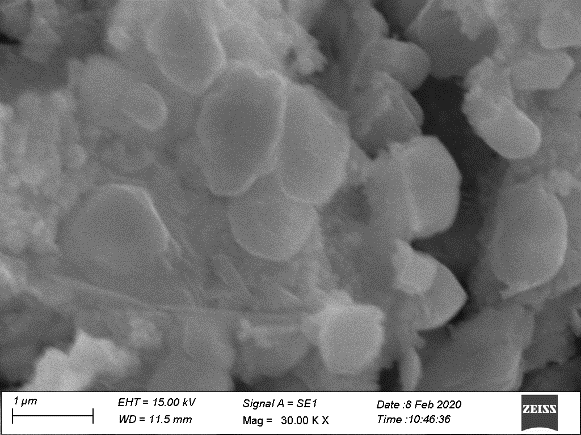 1 µm
EHT = 15.00 kV
WD = 11.5 mm
Signal A = SE1
Mag = 30.00 K X
Date :8 Feb 2020
Time :10:46:36
ZEISS